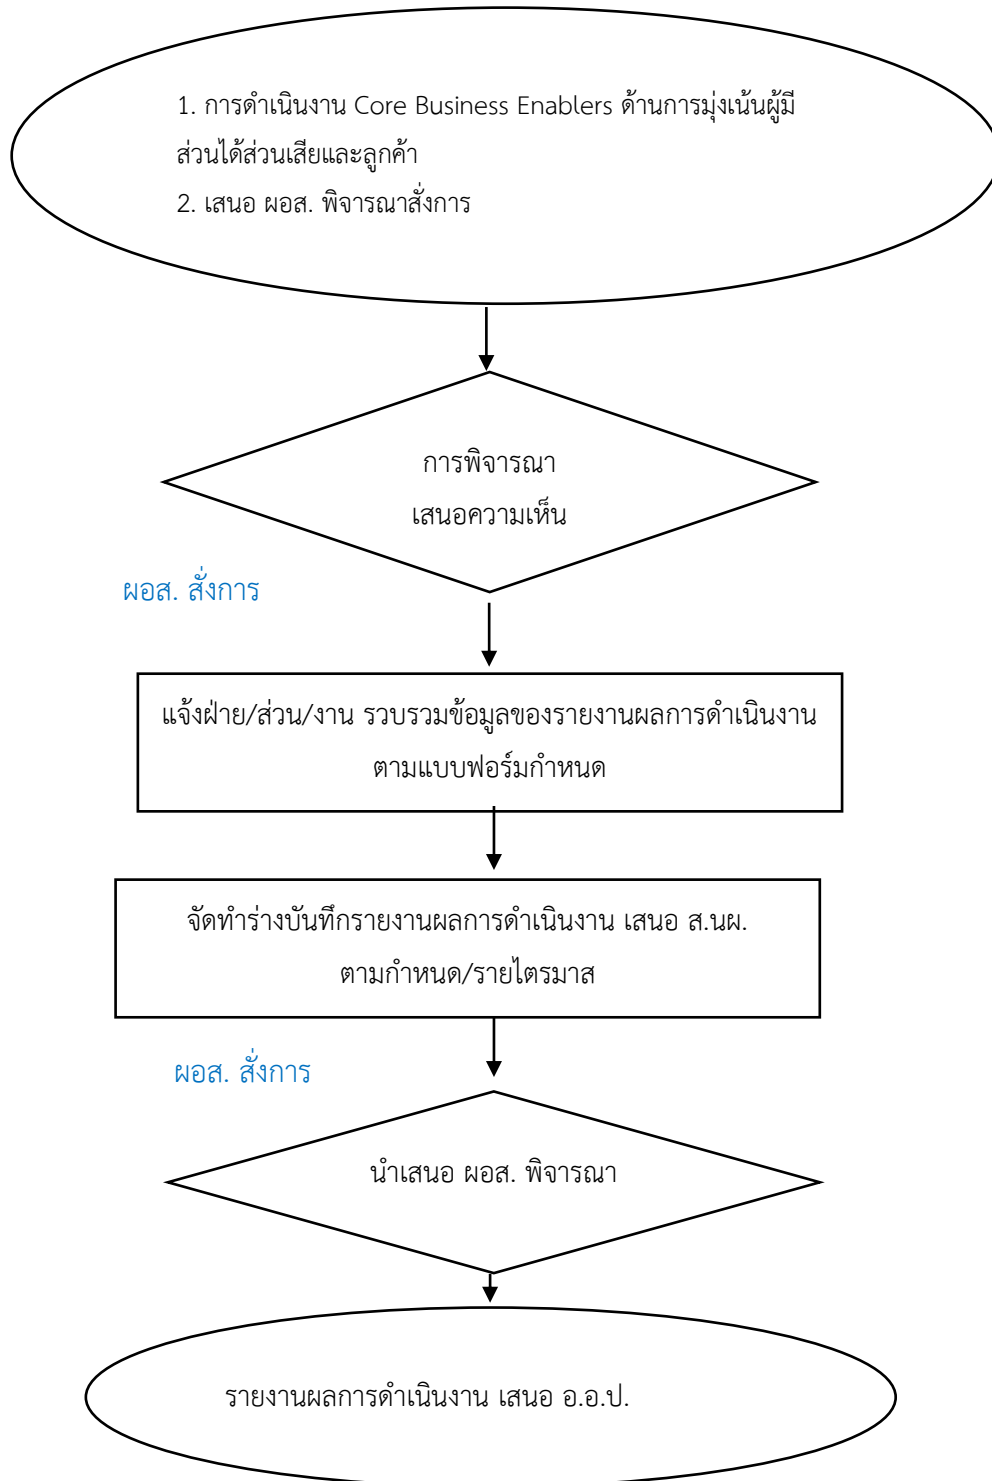 1. การดำเนินงาน Core Business Enablers ด้านการมุ่งเน้นผู้มี
ส่วนได้ส่วนเสียและลูกค้า
2. เสนอ ผอส. พิจารณาสั่งการ
การพิจารณา
เสนอความเห็น
ผอส. สั่งการ
แจ้งฝ่าย/ส่วน/งาน รวบรวมข้อมูลของรายงานผลการดำเนินงาน
ตามแบบฟอร์มกำหนด
จัดทำร่างบันทึกรายงานผลการดำเนินงาน เสนอ ส.นผ.
ตามกำหนด/รายไตรมาส
ผอส. สั่งการ
นำเสนอ ผอส. พิจารณา
รายงานผลการดำเนินงาน เสนอ อ.อ.ป.